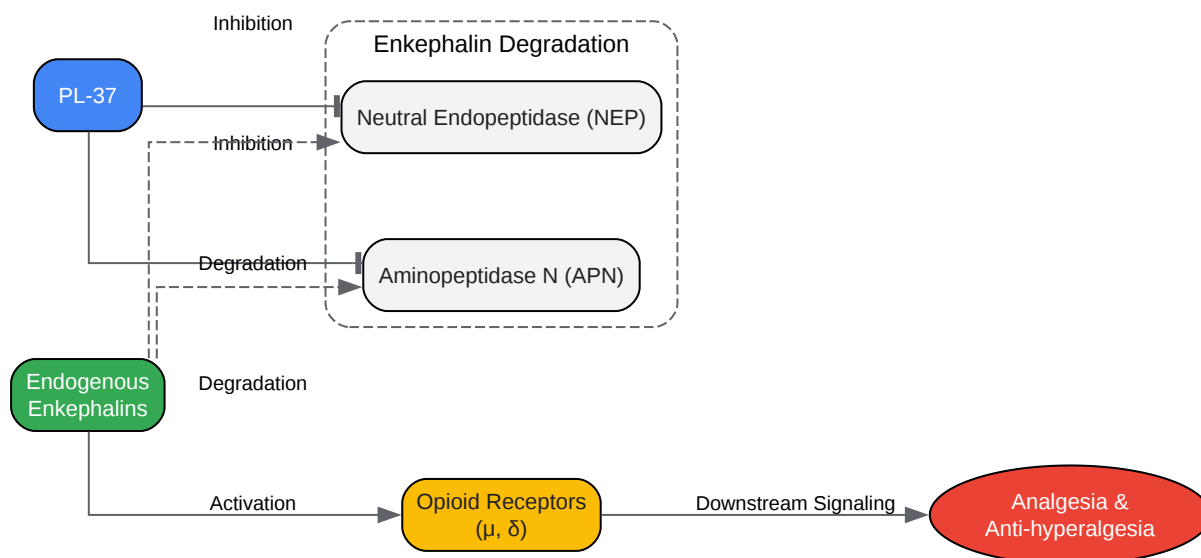 Inhibition
Enkephalin Degradation
PL-37
Neutral Endopeptidase (NEP)
Inhibition
Degradation
Aminopeptidase N (APN)
Endogenous
Enkephalins
Degradation
Activation
Opioid Receptors
(μ, δ)
Downstream Signaling
Analgesia &
Anti-hyperalgesia